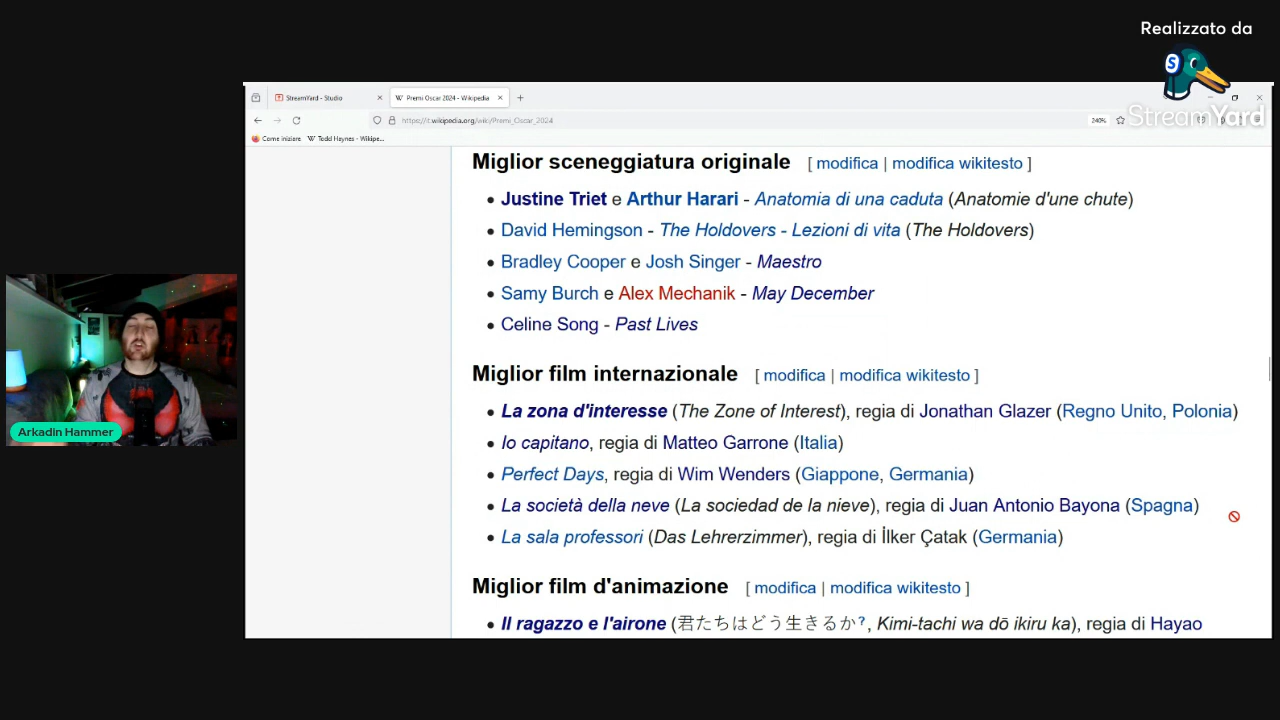 Realizzato da
StreamYard
StreamYard - Studio
Premi Oscar 2024 - Wikipedia
https://it.wikipedia.org/wiki/Premi_Oscar_2024
240%
Come iniziare
Todd Haynes - Wikipe...
Miglior sceneggiatura originale [ modifica | modifica wikitesto ]
• Justine Triet e Arthur Harari - Anatomia di una caduta (Anatomie d'une chute)
• David Hemingson - The Holdovers - Lezioni di vita (The Holdovers)
• Bradley Cooper e Josh Singer - Maestro
• Samy Burch e Alex Mechanik - May December
• Celine Song - Past Lives
Miglior film internazionale [ modifica | modifica wikitesto ]
• La zona d'interesse (The Zone of Interest), regia di Jonathan Glazer (Regno Unito, Polonia)
• Io capitano, regia di Matteo Garrone (Italia)
• Perfect Days, regia di Wim Wenders (Giappone, Germania)
• La società della neve (La sociedad de la nieve), regia di Juan Antonio Bayona (Spagna)
• La sala professori (Das Lehrerzimmer), regia di İlker Çatak (Germania)
Miglior film d'animazione [ modifica | modifica wikitesto ]
• Il ragazzo e l'airone (君たちはどう生きるか?, Kimi-tachi wa dō ikiru ka), regia di Hayao
Arkadin Hammer